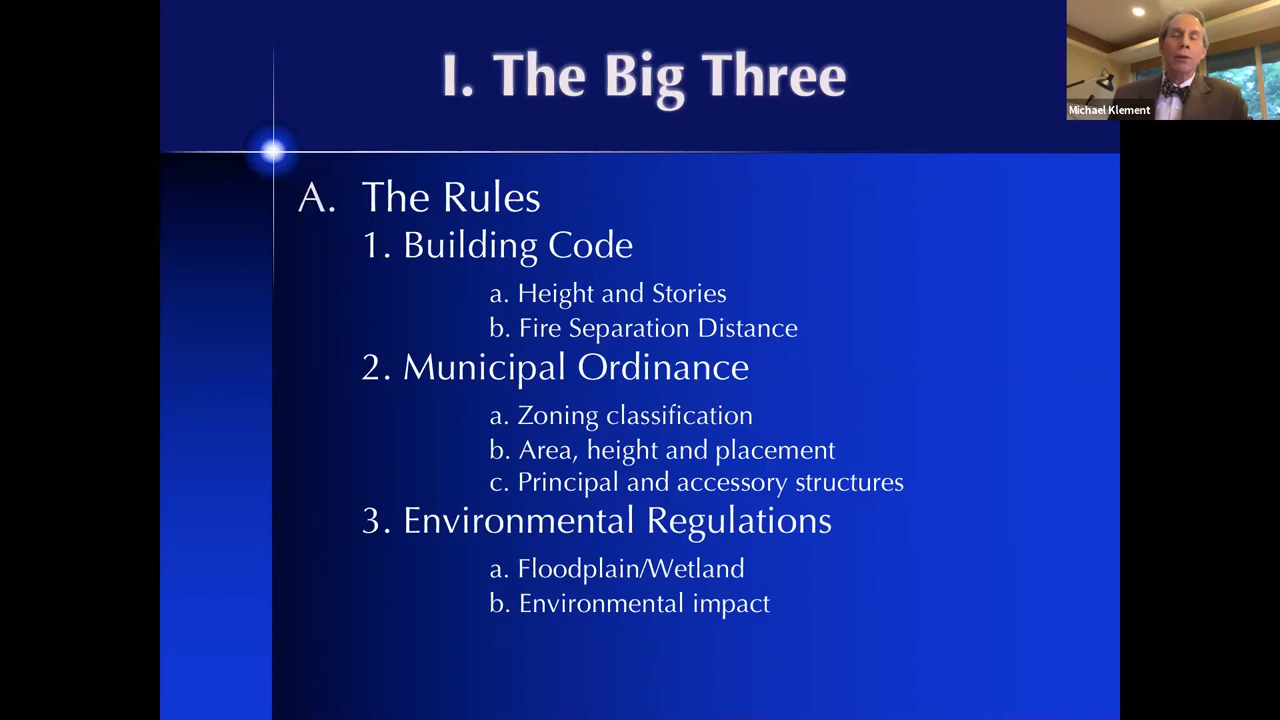 I. The Big Three
Michael Klement
A. The Rules
1. Building Code
a. Height and Stories
b. Fire Separation Distance
2. Municipal Ordinance
a. Zoning classification
b. Area, height and placement
c. Principal and accessory structures
3. Environmental Regulations
a. Floodplain/Wetland
b. Environmental impact